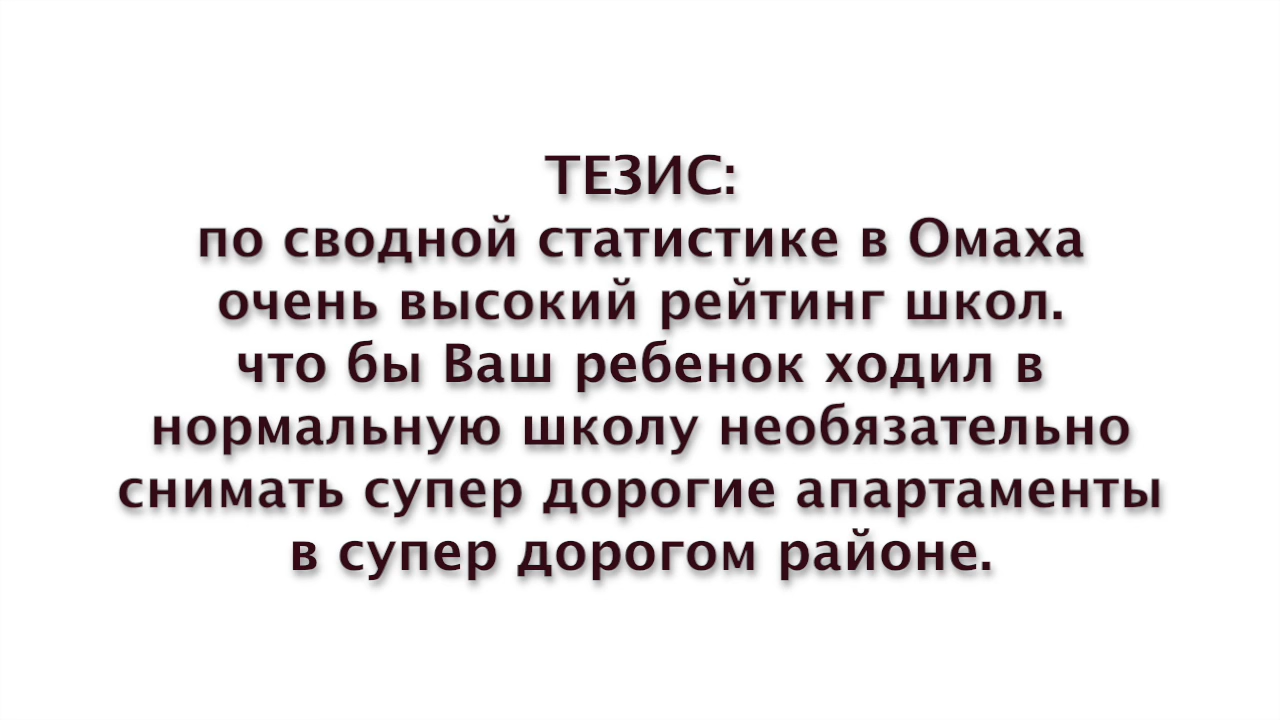 ТЕЗИС:
по сводной статистике в Омаха
очень высокий рейтинг школ.
что бы Ваш ребенок ходил в
нормальную школу необязательно
снимать супер дорогие апартаменты
в супер дорогом районе.